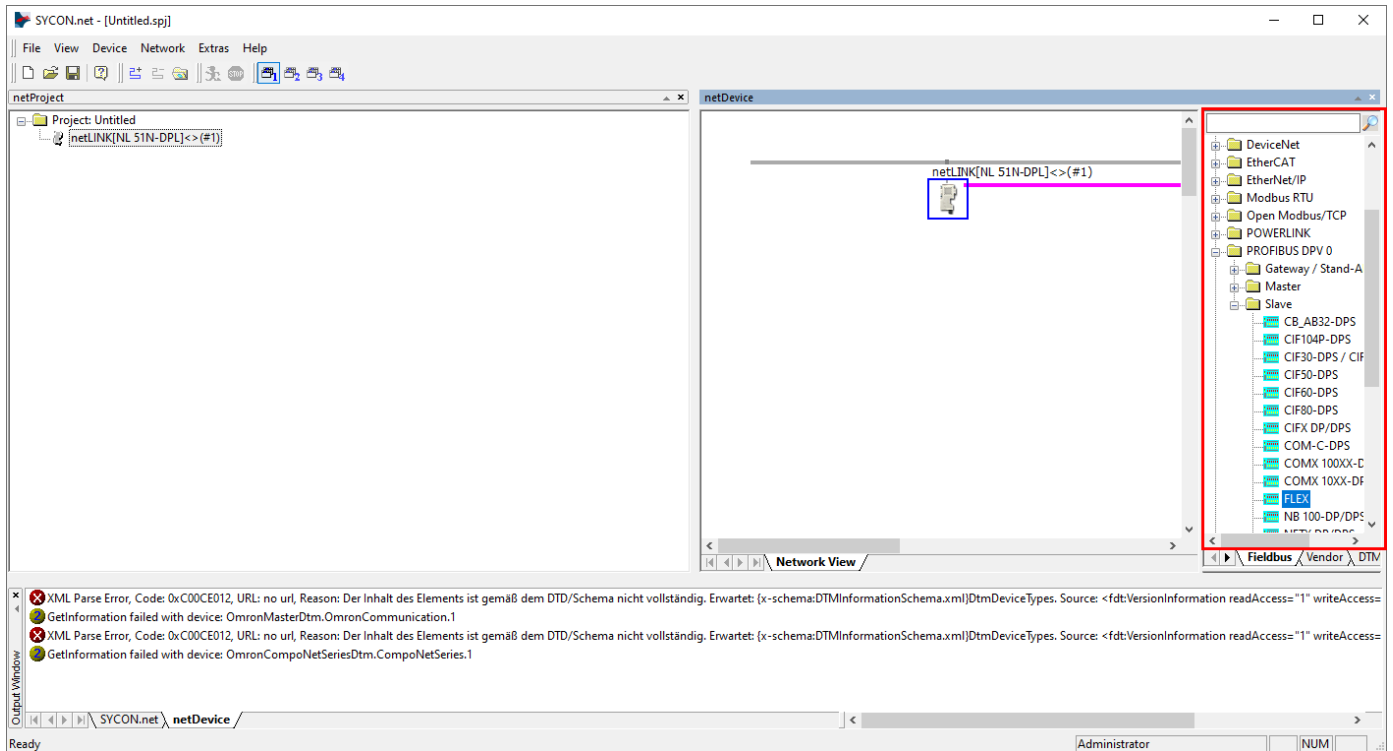 SYCON.net - [Untitled.spj]
File View Device Network Extras Help
netProject
netDevice
Project: Untitled
netLINK[NL 51N-DPL]<>(#1)
netLINK[NL 51N-DPL]<>(#1)
DeviceNet
EtherCAT
EtherNet/IP
Modbus RTU
Open Modbus/TCP
POWERLINK
PROFIBUS DPV 0
Gateway / Stand-A
Master
Slave
CB_AB32-DPS
CIF104P-DPS
CIF30-DPS / CIF
CIF50-DPS
CIF60-DPS
CIF80-DPS
CIFX DP/DPS
COM-C-DPS
COMX 100XX-D
COMX 10XX-DP
FLEX
NB 100-DP/DPS
Network View
Fieldbus Vendor DTM
XML Parse Error, Code: 0xC00CE012, URL: no url, Reason: Der Inhalt des Elements ist gemäß dem DTD/Schema nicht vollständig. Erwartet: {x-schema:DTMInformationSchema.xml}DtmDeviceTypes. Source: <fdt:VersionInformation readAccess="1" writeAccess=
GetInformation failed with device: OmronMasterDtm.OmronCommunication.1
XML Parse Error, Code: 0xC00CE012, URL: no url, Reason: Der Inhalt des Elements ist gemäß dem DTD/Schema nicht vollständig. Erwartet: {x-schema:DTMInformationSchema.xml}DtmDeviceTypes. Source: <fdt:VersionInformation readAccess="1" writeAccess=
GetInformation failed with device: OmronCompoNetSeriesDtm.CompoNetSeries.1
Output Window
SYCON.net netDevice
Ready
Administrator
NUM